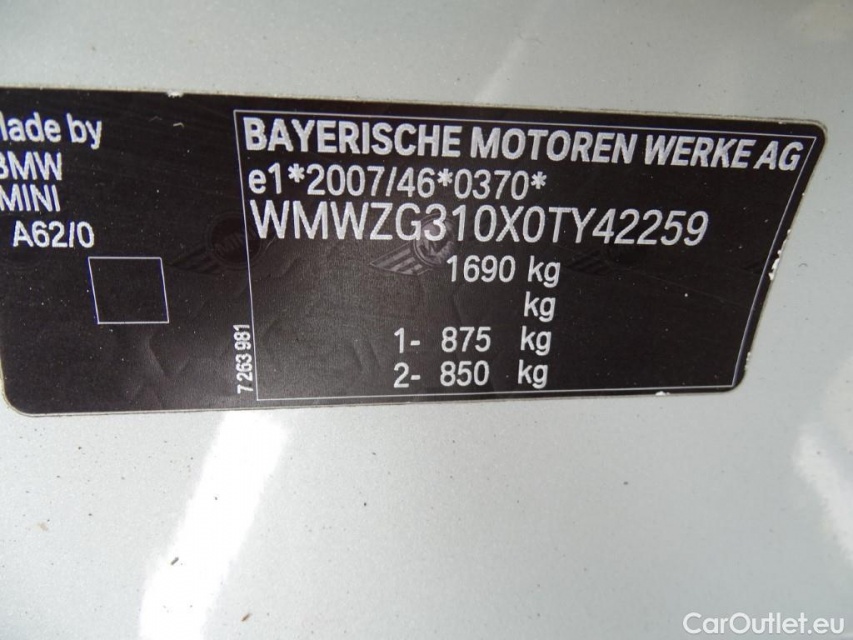 lade by
BMW
MINI
A62/0
7 263 981
BAYERISCHE MOTOREN WERKE AG
e1*2007/46*0370*
WMWZG310X0TY42259
1690 kg
kg
1- 875 kg
2- 850 kg
CarOutlet.eu